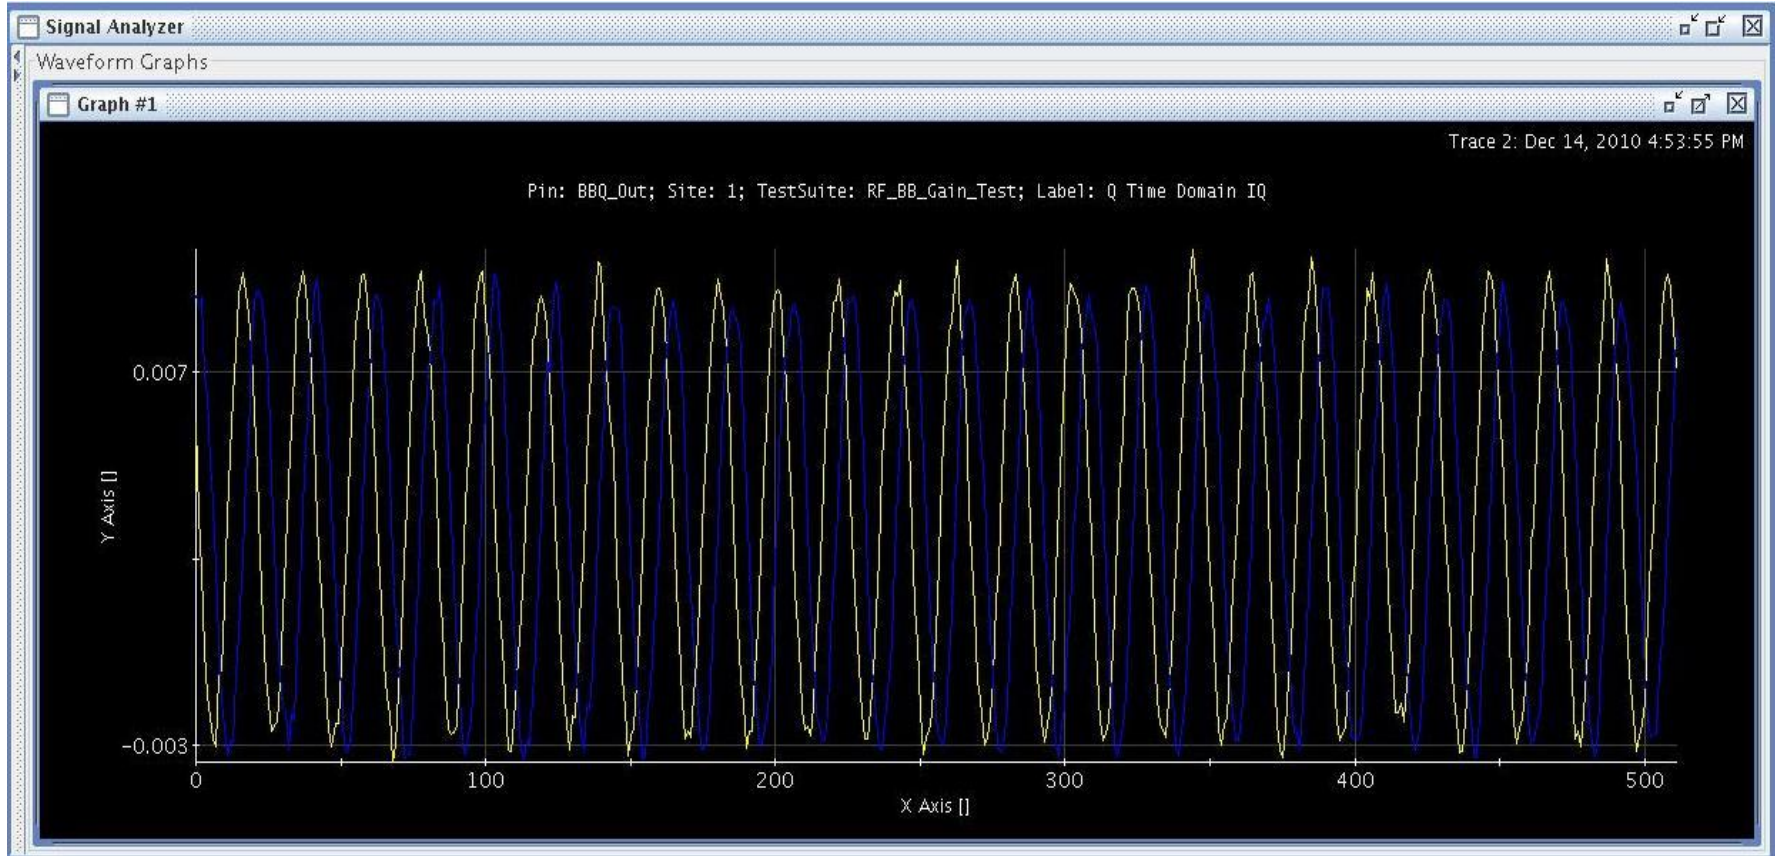 Signal Analyzer
Waveform Graphs
Graph #1
Trace 2: Dec 14, 2010 4:53:55 PM
Pin: BBQ_Out; Site: 1; TestSuite: RF_BB_Gain_Test; Label: Q Time Domain IQ
0.007
Y Axis []
-0.003
0 100 200 300 400 500
X Axis []